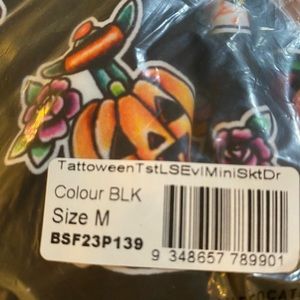 TattoweenTstLSEvlMiniSktDr
Colour BLK
Size M
BSF23P139
9 348657 789901